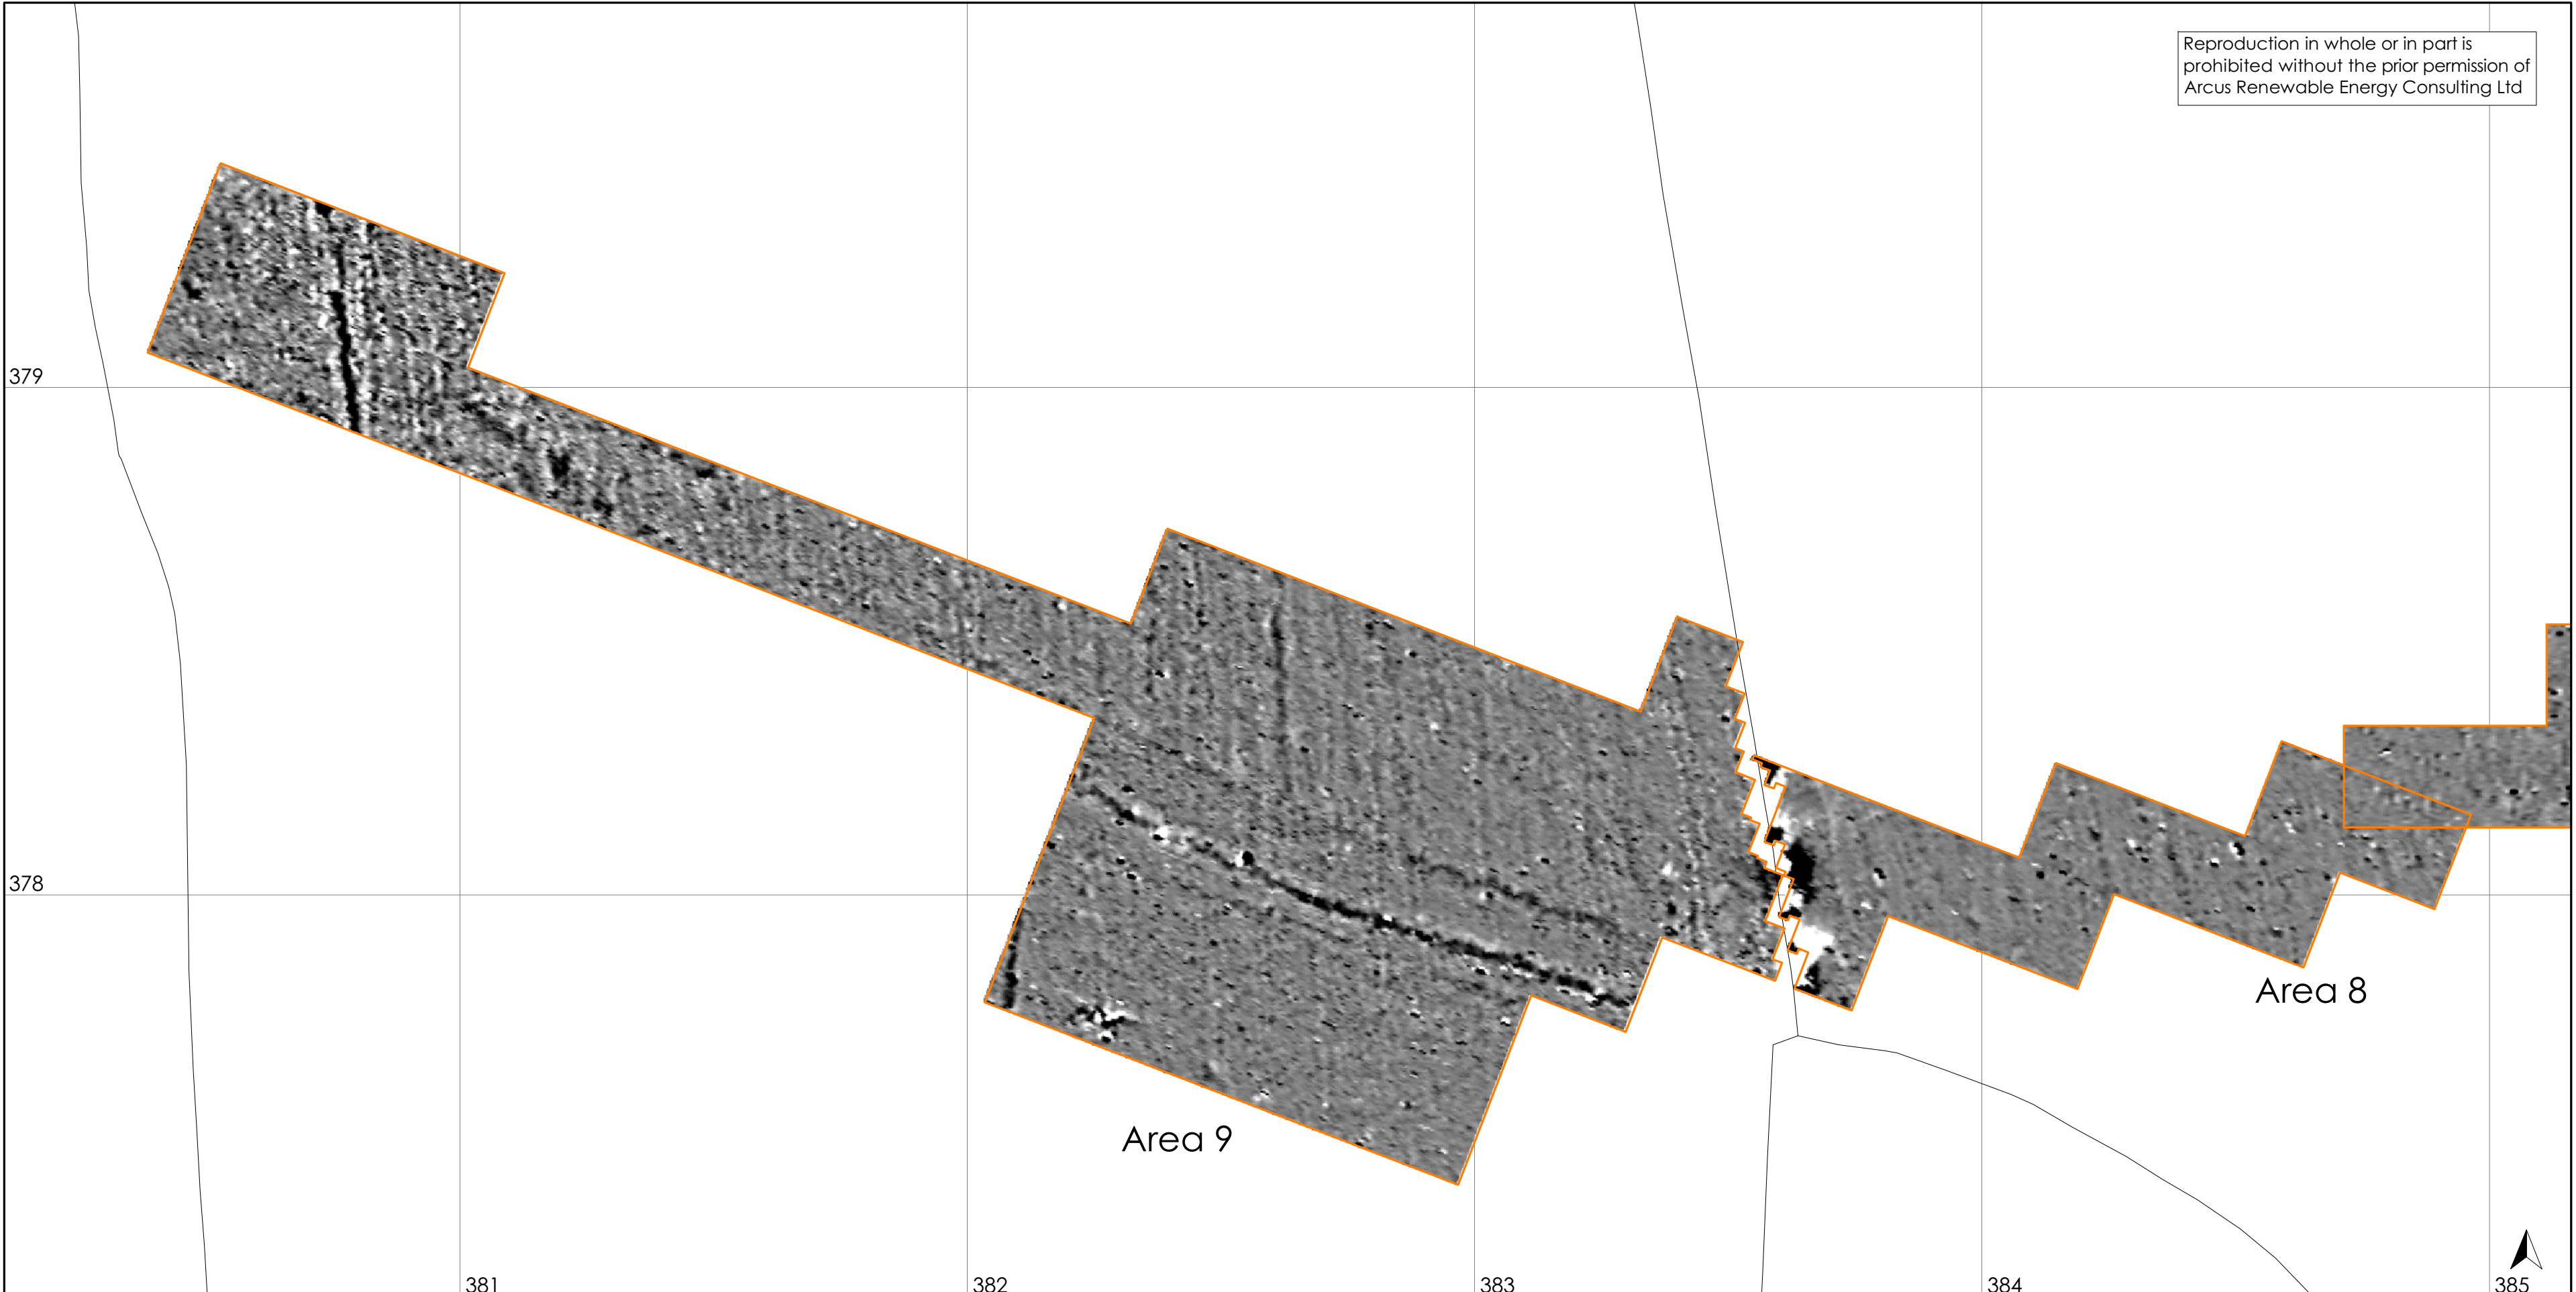 Reproduction in whole or in part is
prohibited without the prior permission of
Arcus Renewable Energy Consulting Ltd
379
378
Area 8
Area 9
381
382
383
384
385